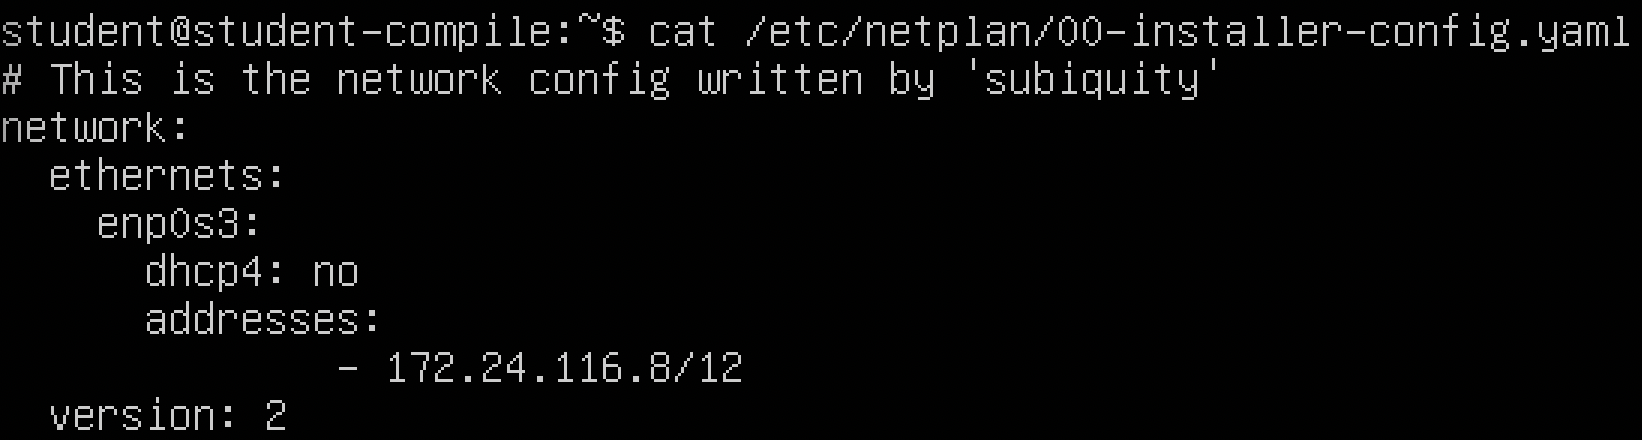 student@student-compile:~$ cat /etc/netplan/00-installer-config.yaml
# This is the network config written by 'subiquity'
network:
  ethernets:
    enp0s3:
      dhcp4: no
      addresses:
              - 172.24.116.8/12
  version: 2